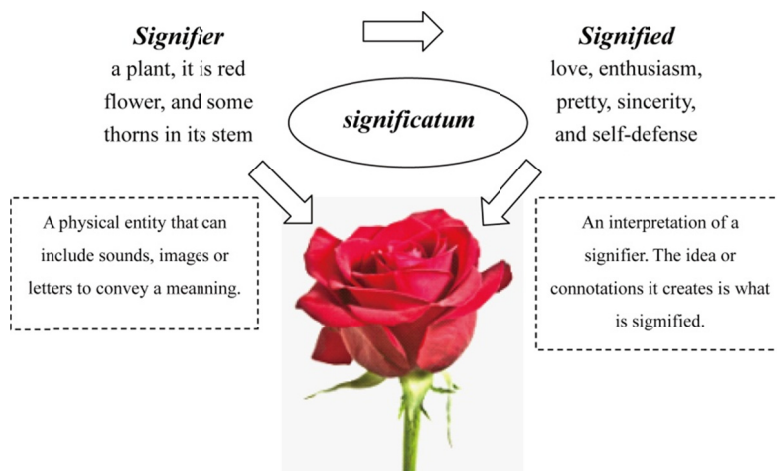 Signifier
a plant, it is red
flower, and some
thorns in its stem
Signified
love, enthusiasm,
pretty, sincerity,
and self-defense
significatum
A physical entity that can
include sounds, images or
letters to convey a meanning.
An interpretation of a
signifier. The idea or
connotations it creates is what
is sigmified.